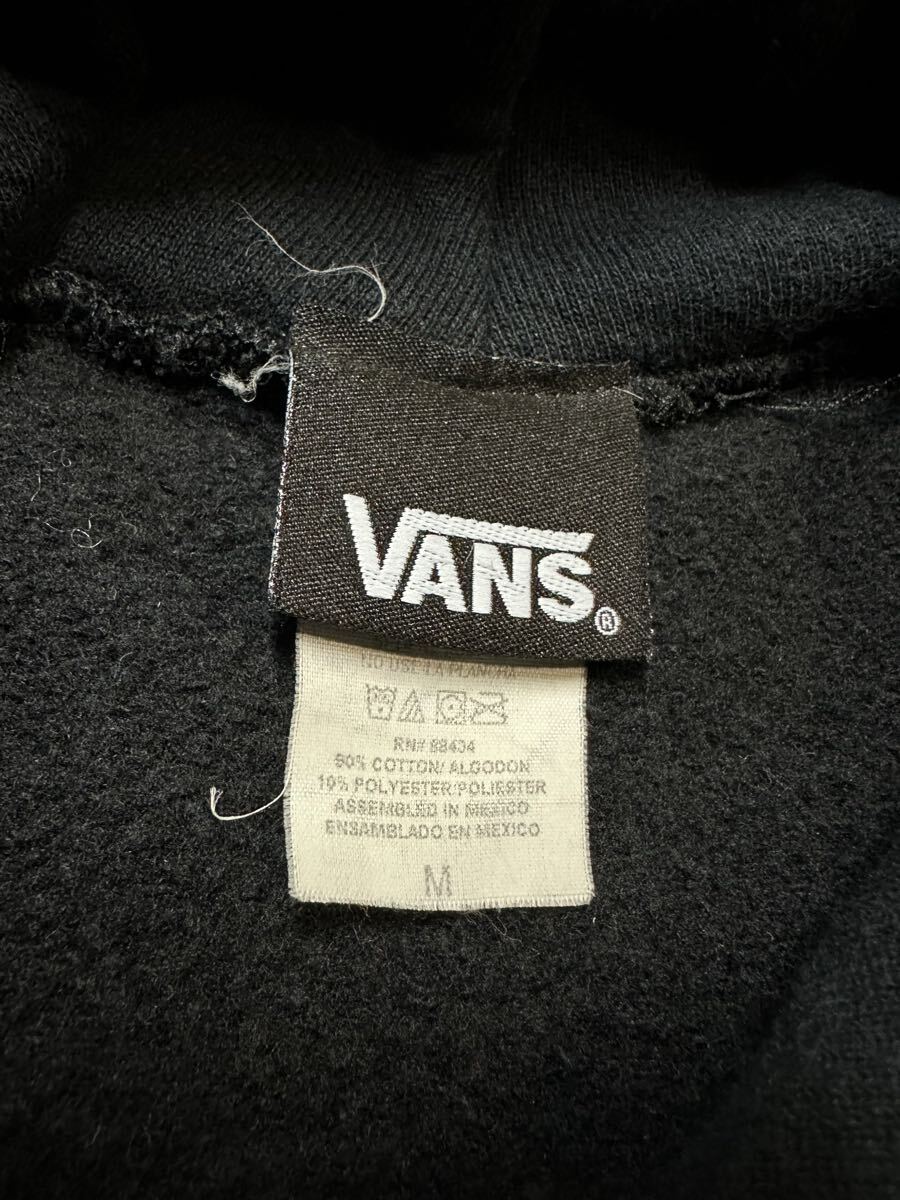 VANS®
NO USE LA PLANCHA
RN# 88434
90% COTTON/ALGODON
10% POLYESTER/POLIESTER
ASSEMBLED IN MEXICO
ENSAMBLADO EN MEXICO
M